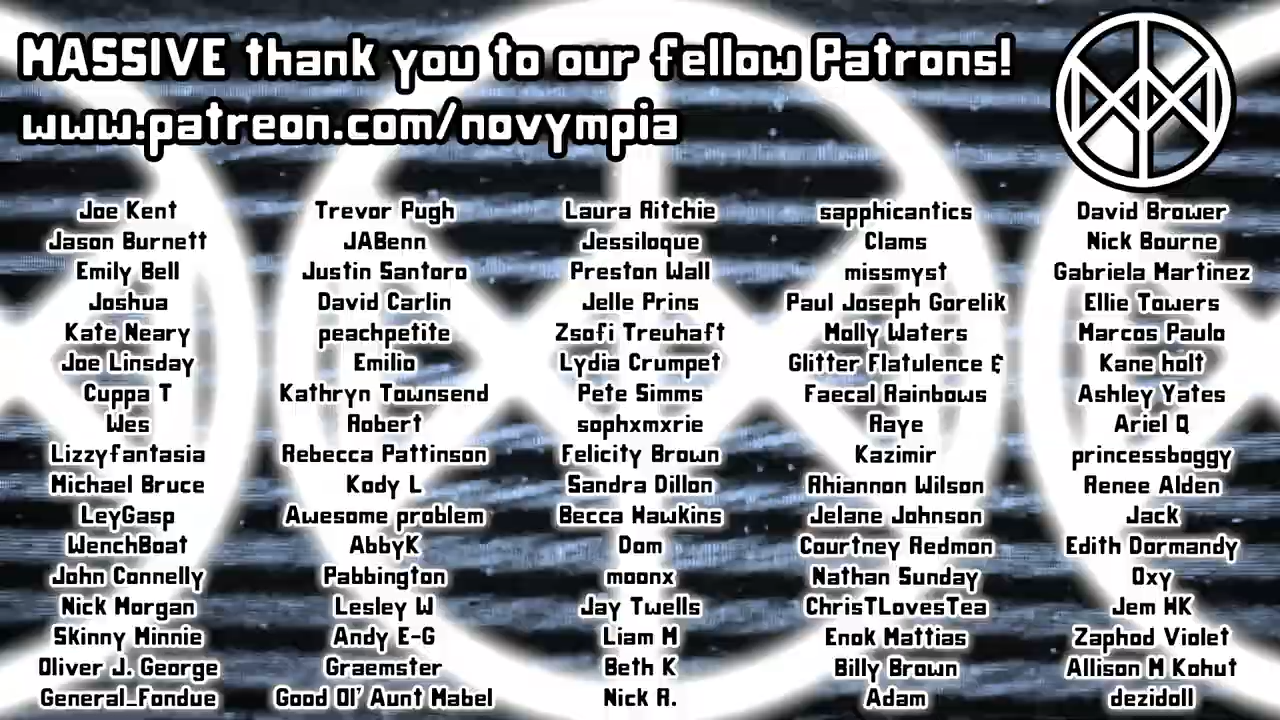 MASSIVE thank you to our fellow Patrons!
www.patreon.com/novympia
Joe Kent
Jason Burnett
Emily Bell
Joshua
Kate Neary
Joe Linsday
Cuppa T
Wes
Lizzyfantasia
Michael Bruce
LeyGasp
WenchBoat
John Connelly
Nick Morgan
Skinny Minnie
Oliver J. George
General_Fondue
Trevor Pugh
JABenn
Justin Santoro
David Carlin
peachpetite
Emilio
Kathryn Townsend
Robert
Rebecca Pattinson
Kody L
Awesome problem
AbbyK
Pabbington
Lesley W
Andy E-G
Graemster
Good Ol' Aunt Mabel
Laura Ritchie
Jessiloque
Preston Wall
Jelle Prins
Zsofi Treuhaft
Lydia Crumpet
Pete Simms
sophxmxrie
Felicity Brown
Sandra Dillon
Becca Hawkins
Dom
moonx
Jay Twells
Liam M
Beth K
Nick R.
sapphicantics
Clams
missmyst
Paul Joseph Gorelik
Molly Waters
Glitter Flatulence &
Faecal Rainbows
Raye
Kazimir
Rhiannon Wilson
Jelane Johnson
Courtney Redmon
Nathan Sunday
ChrisTLovesTea
Erok Mattias
Billy Brown
Adam
David Brower
Nick Bourne
Gabriela Martinez
Ellie Towers
Marcos Paulo
Kane holt
Ashley Yates
Ariel Q
princessboggy
Renee Alden
Jack
Edith Dormandy
Oxy
Jem HK
Zaphod Violet
Allison M Kohut
dezidoll